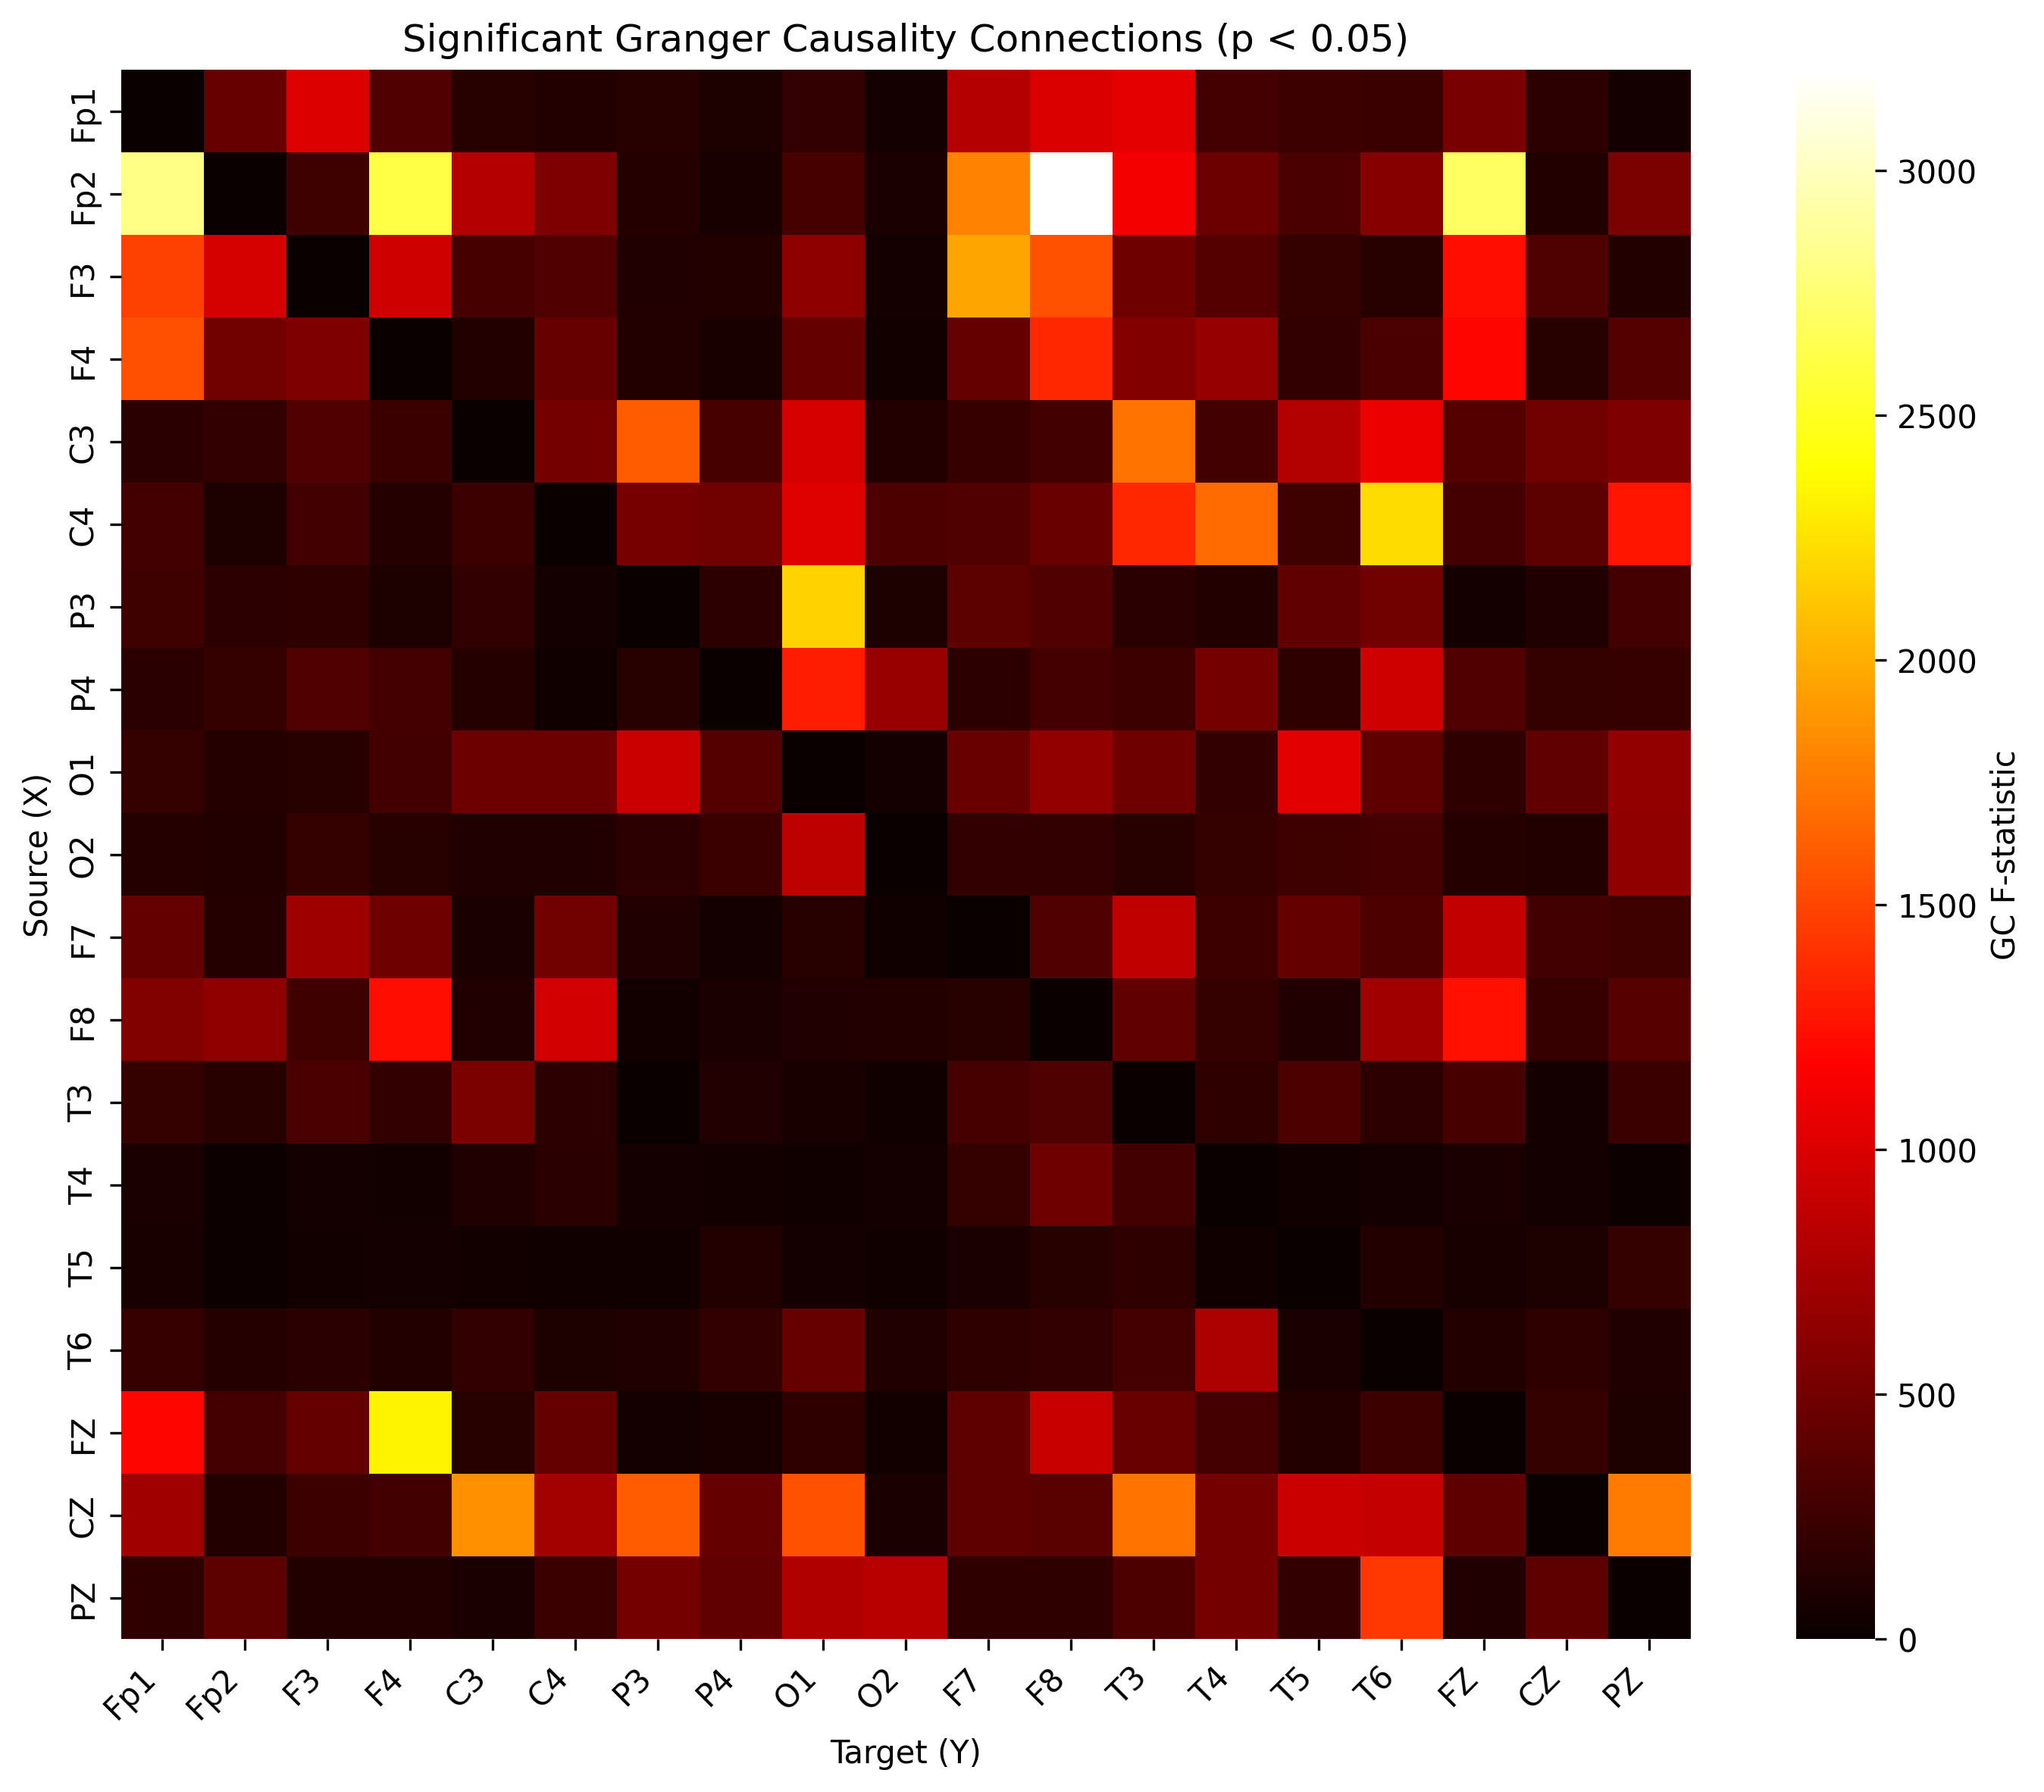 Significant Granger Causality Connections (p < 0.05)
Source (X)
Fp1
Fp2
F3
F4
C3
C4
P3
P4
O1
O2
F7
F8
T3
T4
T5
T6
FZ
CZ
PZ
Fp1 Fp2 F3 F4 C3 C4 P3 P4 O1 O2 F7 F8 T3 T4 T5 T6 FZ CZ PZ
Target (Y)
3000
2500
2000
1500
1000
500
0
GC F-statistic